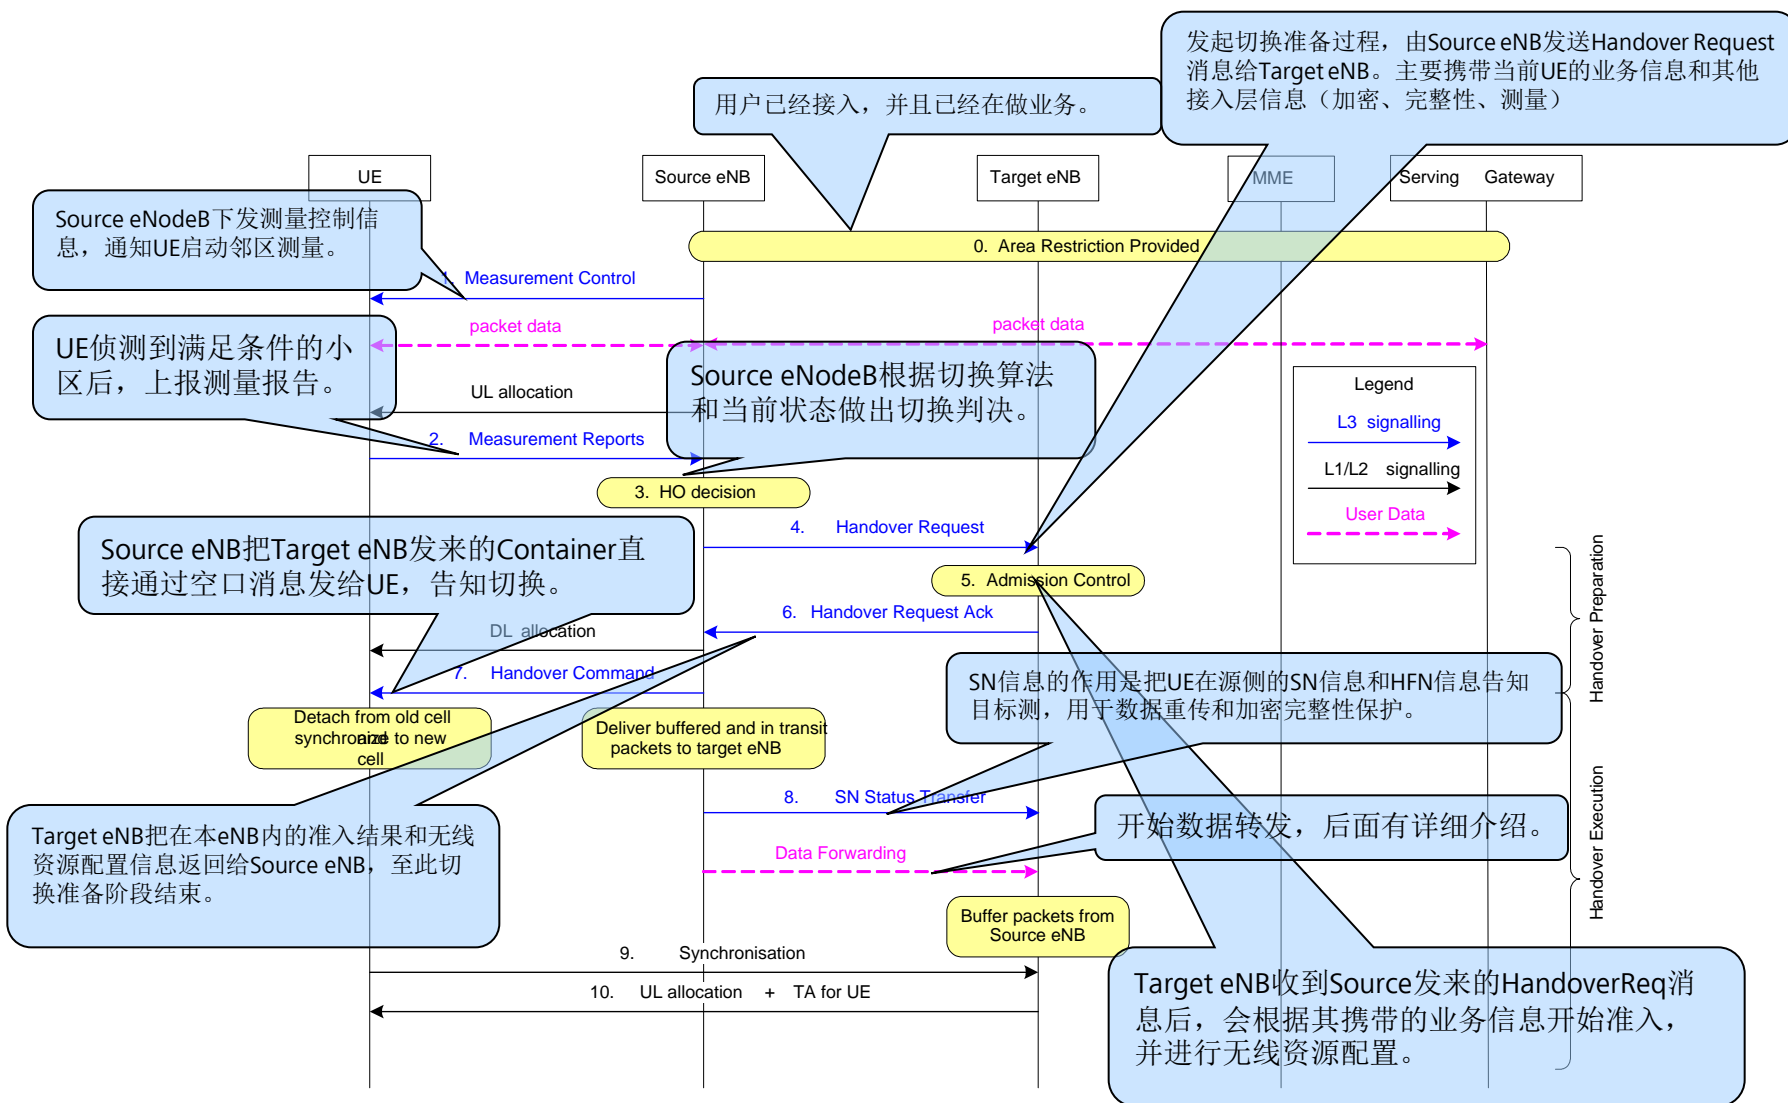 发起切换准备过程，由Source eNB发送Handover Request
消息给Target eNB。主要携带当前UE的业务信息和其他
接入层信息（加密、完整性、测量）
用户已经接入，并且已经在做业务。
UE
Source eNB
Target eNB
MME
Serving Gateway
Source eNodeB下发测量控制信
息，通知UE启动邻区测量。
0. Area Restriction Provided
1. Measurement Control
packet data
packet data
UE侦测到满足条件的小
区后，上报测量报告。
Source eNodeB根据切换算法
和当前状态做出切换判决。
UL allocation
2. Measurement Reports
Legend
L3 signalling
L1/L2 signalling
User Data
3. HO decision
4. Handover Request
Source eNB把Target eNB发来的Container直
接通过空口消息发给UE，告知切换。
5. Admission Control
6. Handover Request Ack
DL allocation
7. Handover Command
Handover Preparation
SN信息的作用是把UE在源侧的SN信息和HFN信息告知
目标测，用于数据重传和加密完整性保护。
Detach from old cell
and
synchronize to new
cell
Deliver buffered and in transit
packets to target eNB
8. SN Status Transfer
Target eNB把在本eNB内的准入结果和无线
资源配置信息返回给Source eNB，至此切
换准备阶段结束。
开始数据转发，后面有详细介绍。
Data Forwarding
Handover Execution
Buffer packets from
Source eNB
9. Synchronisation
10. UL allocation + TA for UE
Target eNB收到Source发来的HandoverReq消
息后，会根据其携带的业务信息开始准入，
并进行无线资源配置。